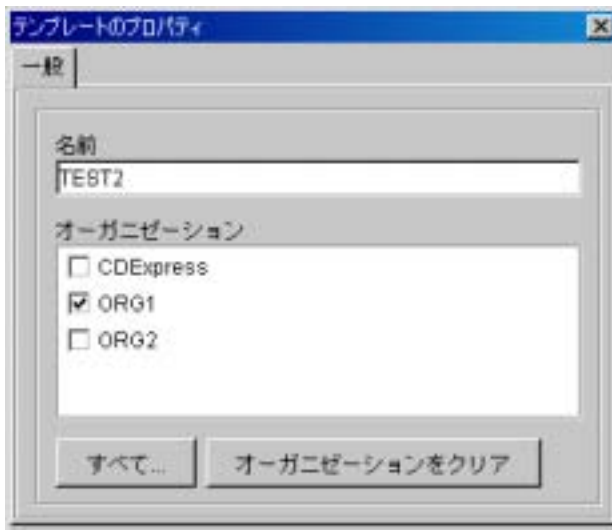 テンプレートのプロパティ
一般
名前
TEST2
オーガニゼーション
CDExpress
ORG1
ORG2
すべて... オーガニゼーションをクリア